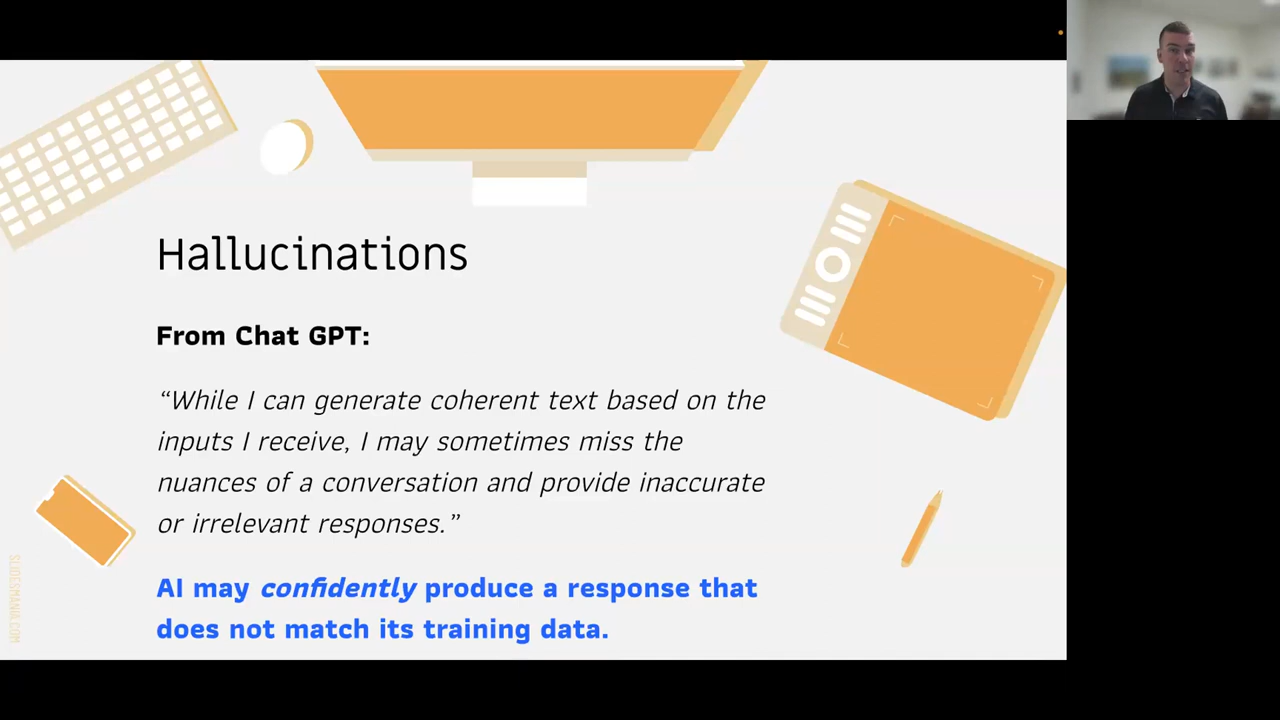 Hallucinations
From Chat GPT:
“While I can generate coherent text based on the
inputs I receive, I may sometimes miss the
nuances of a conversation and provide inaccurate
or irrelevant responses.”
AI may confidently produce a response that
does not match its training data.
SLIDESMANIA.COM